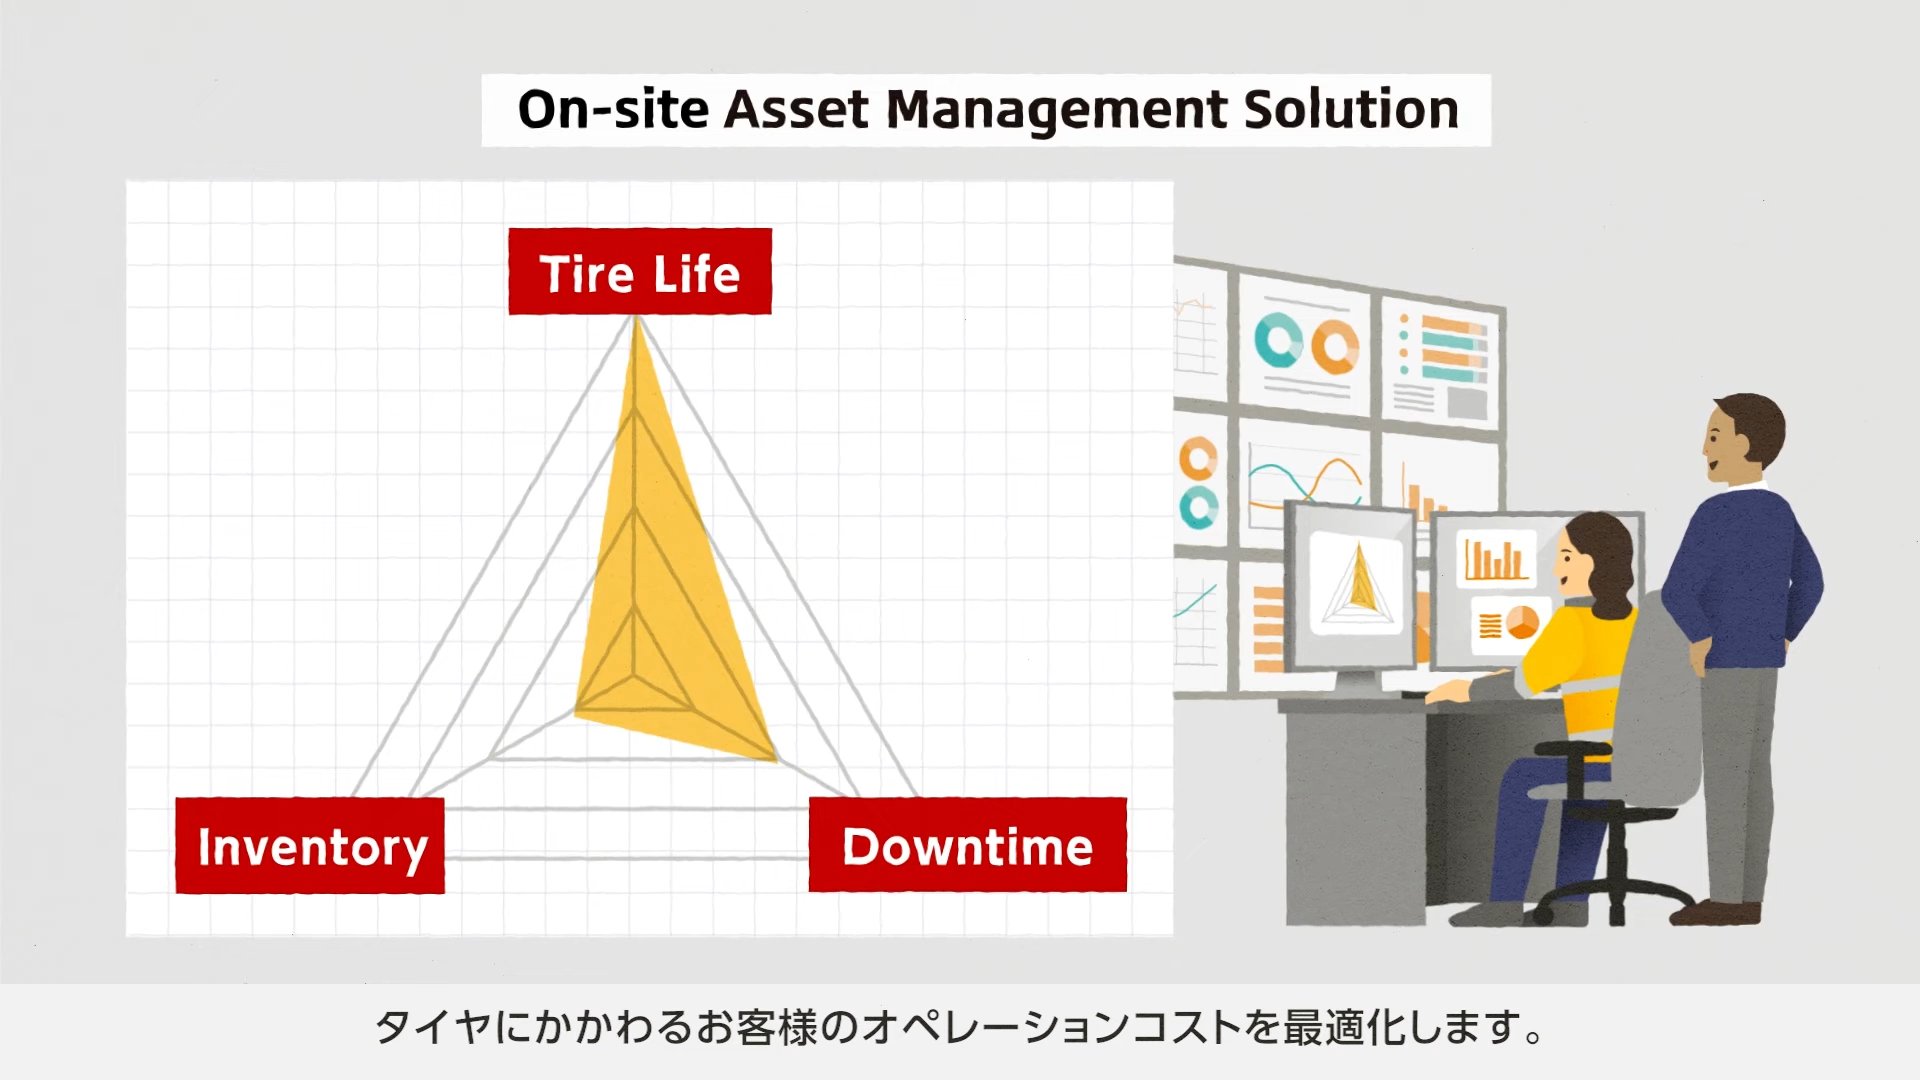 On-site Asset Management Solution
Tire Life
Inventory
Downtime
タイヤにかかわるお客様のオペレーションコストを最適化します。